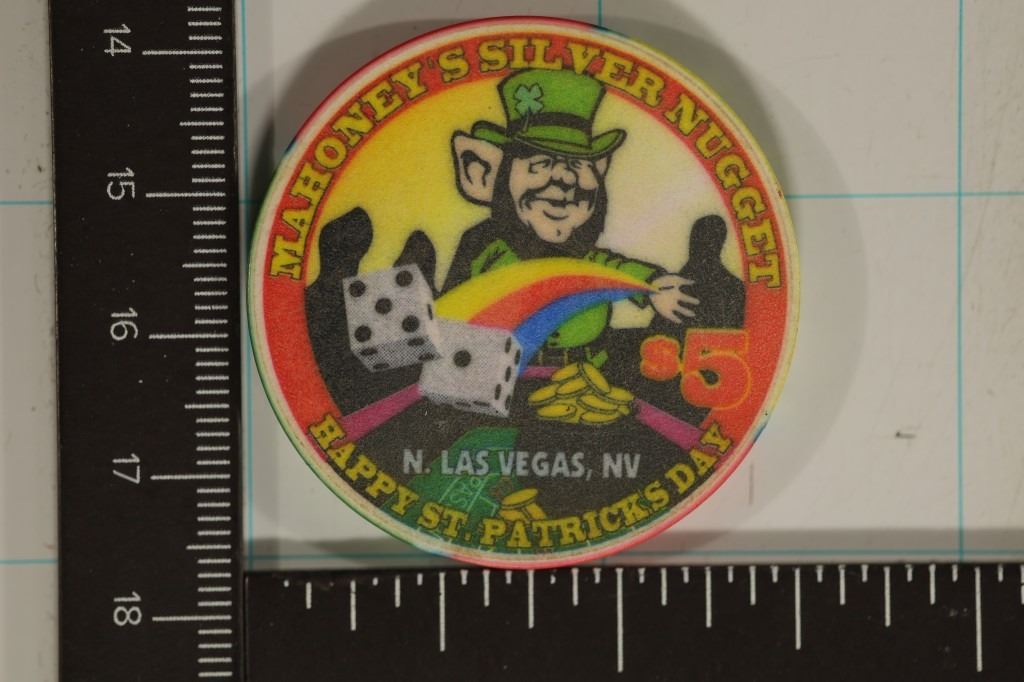 MAHONEY'S SILVER NUGGET
$5
N. LAS VEGAS, NV
HAPPY ST. PATRICKS DAY
14
15
16
17
18